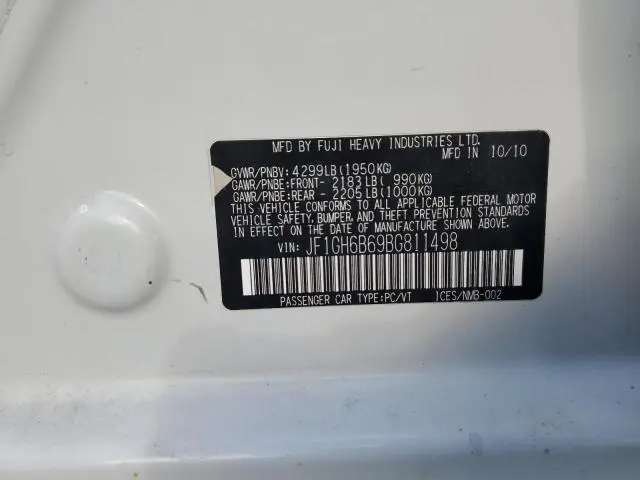 MFD BY FUJI HEAVY INDUSTRIES LTD.
MFD IN 10/10
GVWR/PNBV: 4299LB(1950KG)
GAWR/PNBE:FRONT- 2183LB( 990KG)
GAWR/PNBE:REAR - 2205LB(1000KG)
THIS VEHICLE CONFORMS TO ALL APPLICABLE FEDERAL MOTOR
VEHICLE SAFETY, BUMPER, AND THEFT PREVENTION STANDARDS
IN EFFECT ON THE DATE OF MANUFACTURE SHOWN ABOVE.
VIN: JF1GH6B69BG811498
PASSENGER CAR TYPE:PC/VT ICES/NMB-002